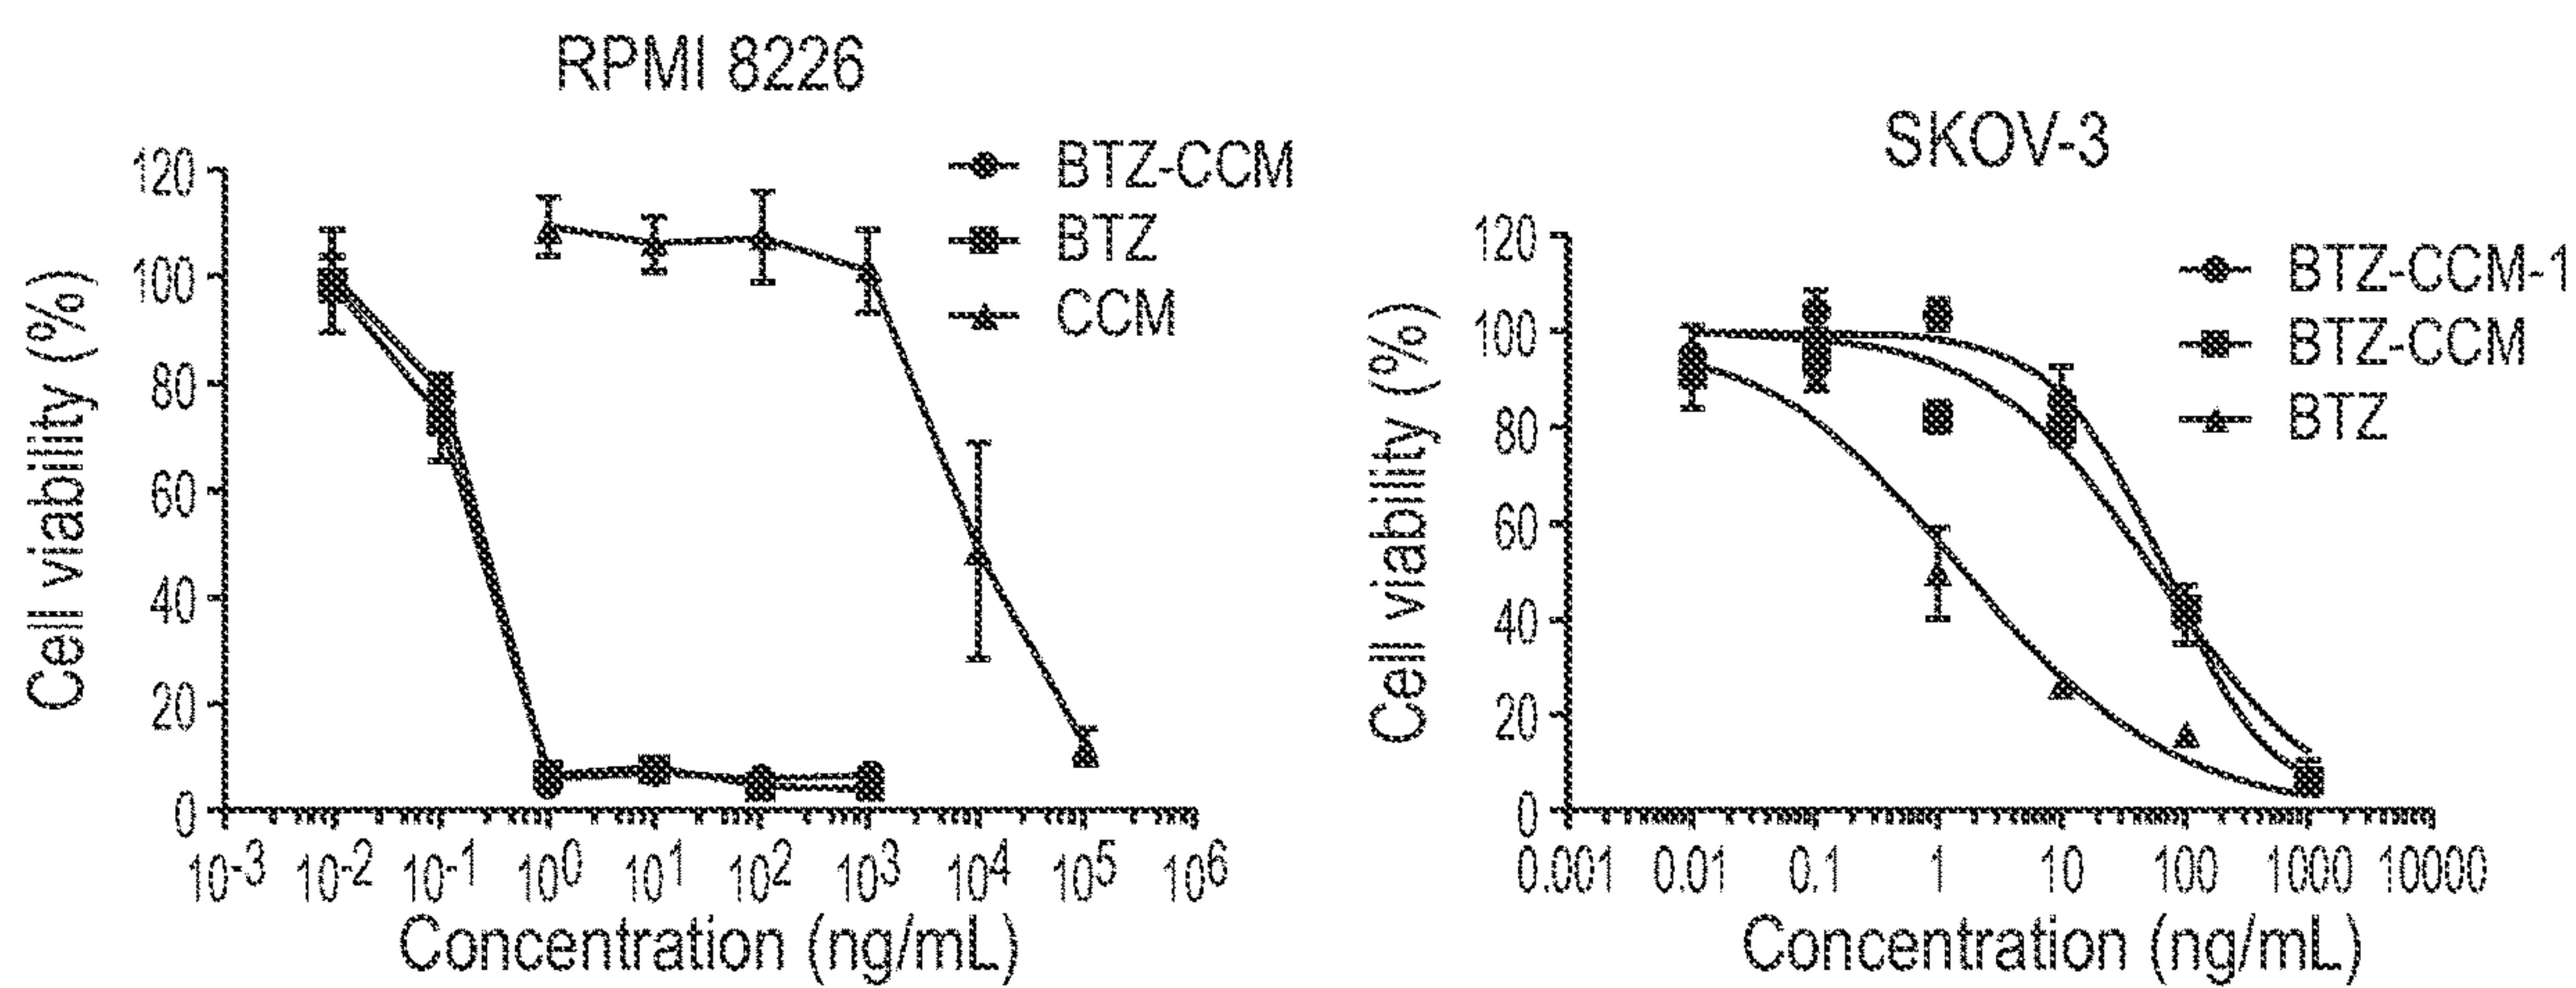 RPMI 8226
BTZ-CCM
BTZ
CCM
Cell viability (%)
120
100
80
60
40
20
0
10-3 10-2 10-1 100 101 102 103 104 105 106
Concentration (ng/mL)
SKOV-3
BTZ-CCM-1
BTZ-CCM
BTZ
Cell viability (%)
120
100
80
60
40
20
0
0.001 0.01 0.1 1 10 100 1000 10000
Concentration (ng/mL)